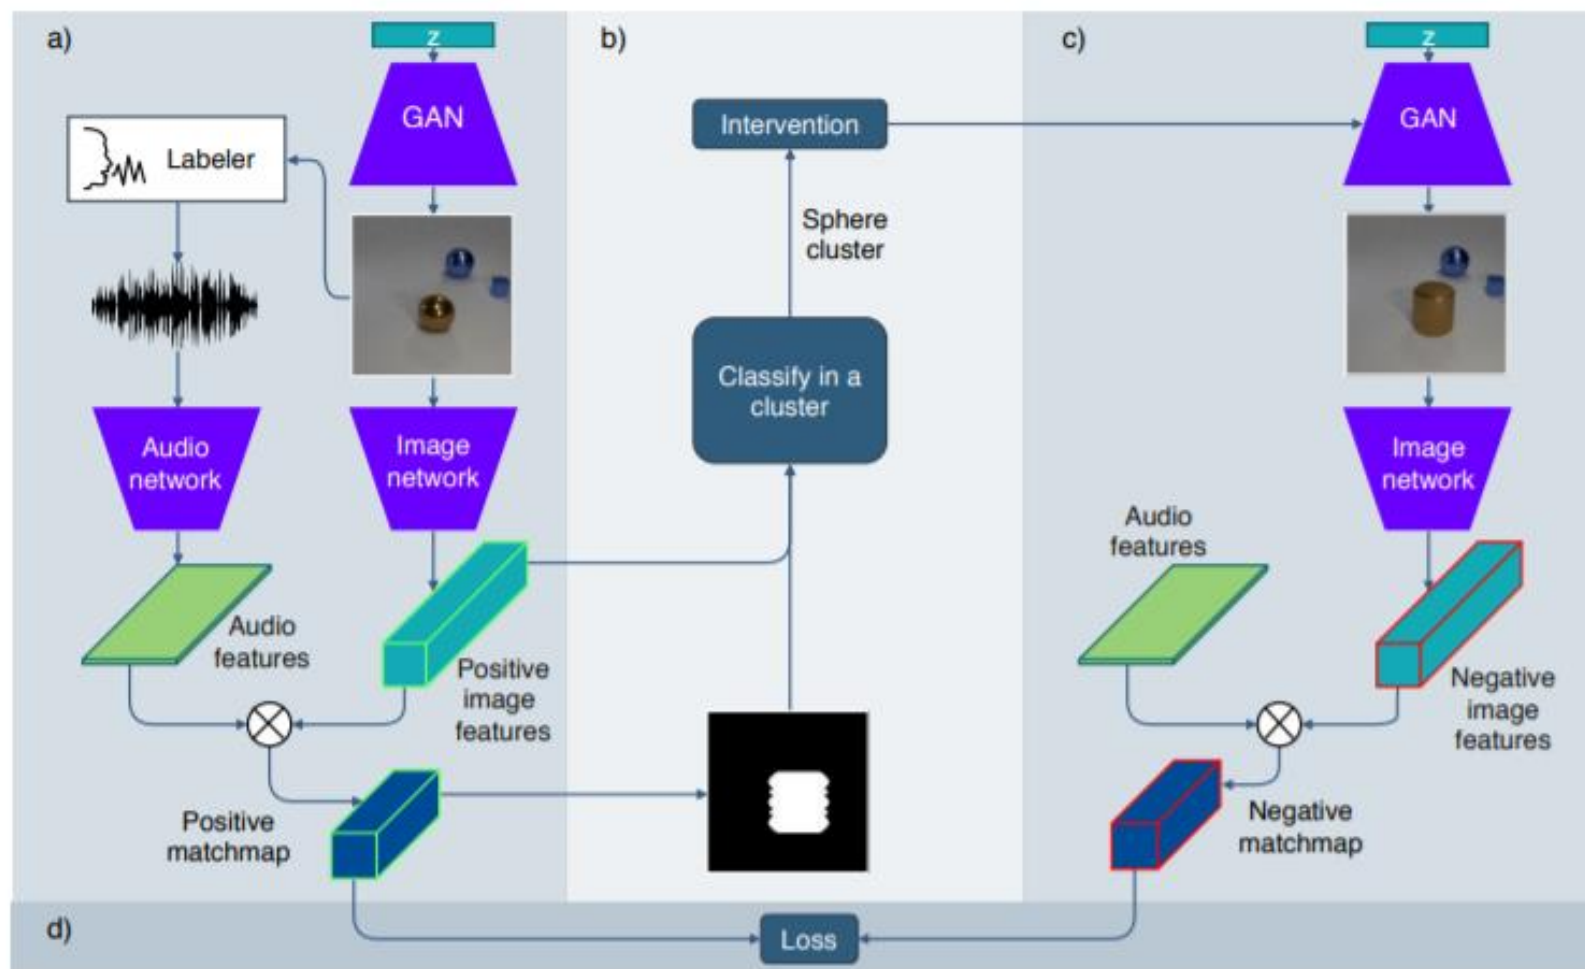 a)
z
GAN
Labeler
Audio
network
Image
network
Audio
features
Positive
image
features
Positive
matchmap
b)
Intervention
Sphere
cluster
Classify in a
cluster
c)
z
GAN
Image
network
Audio
features
Negative
image
features
Negative
matchmap
d)
Loss